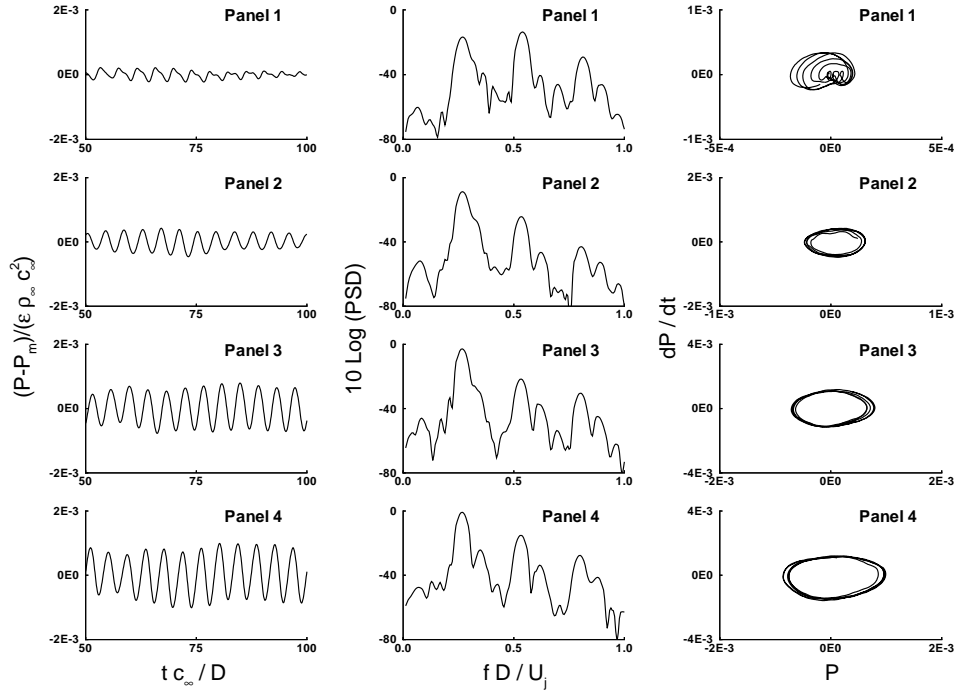 2E-3
0E0
-2E-3
50
75
100
Panel 1
0
-40
-80
0.0
0.5
1.0
Panel 1
1E-3
0E0
-1E-3
-5E-4
0E0
5E-4
Panel 1
2E-3
0E0
-2E-3
50
75
100
Panel 2
0
-40
-80
0.0
0.5
1.0
Panel 2
2E-3
0E0
-2E-3
-1E-3
0E0
1E-3
Panel 2
2E-3
0E0
-2E-3
50
75
100
Panel 3
0
-40
-80
0.0
0.5
1.0
Panel 3
4E-3
0E0
-4E-3
-2E-3
0E0
2E-3
Panel 3
2E-3
0E0
-2E-3
50
75
100
Panel 4
0
-40
-80
0.0
0.5
1.0
Panel 4
4E-3
0E0
-4E-3
-2E-3
0E0
2E-3
Panel 4
(P-P_m)/(ε ρ_∞ c_∞^2)
10 Log (PSD)
dP / dt
t c_∞ / D
f D / U_j
P